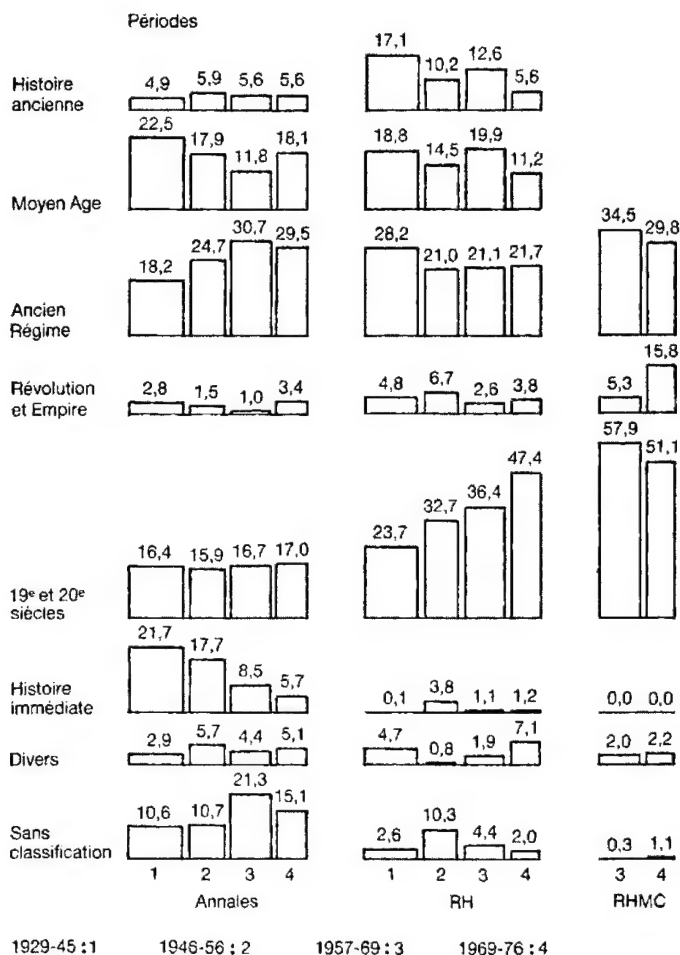 Périodes
Histoire
ancienne
4,9 5,9 5,6 5,6
17,1 10,2 12,6 5,6
Moyen Age
22,5 17,9 11,8 18,1
18,8 14,5 19,9 11,2
Ancien
Régime
18,2 24,7 30,7 29,5
28,2 21,0 21,1 21,7
34,5 29,8
Révolution
et Empire
2,8 1,5 1,0 3,4
4,8 6,7 2,6 3,8
5,3 15,8
19e et 20e
siècles
16,4 15,9 16,7 17,0
23,7 32,7 36,4 47,4
57,9 51,1
Histoire
immédiate
21,7 17,7 8,5 5,7
0,1 3,8 1,1 1,2
0,0 0,0
Divers
2,9 5,7 4,4 5,1
4,7 0,8 1,9 7,1
2,0 2,2
Sans
classification
10,6 10,7 21,3 15,1
2,6 10,3 4,4 2,0
0,3 1,1
1 2 3 4 1 2 3 4 3 4
Annales RH RHMC
1929-45 : 1 1946-56 : 2 1957-69 : 3 1969-76 : 4